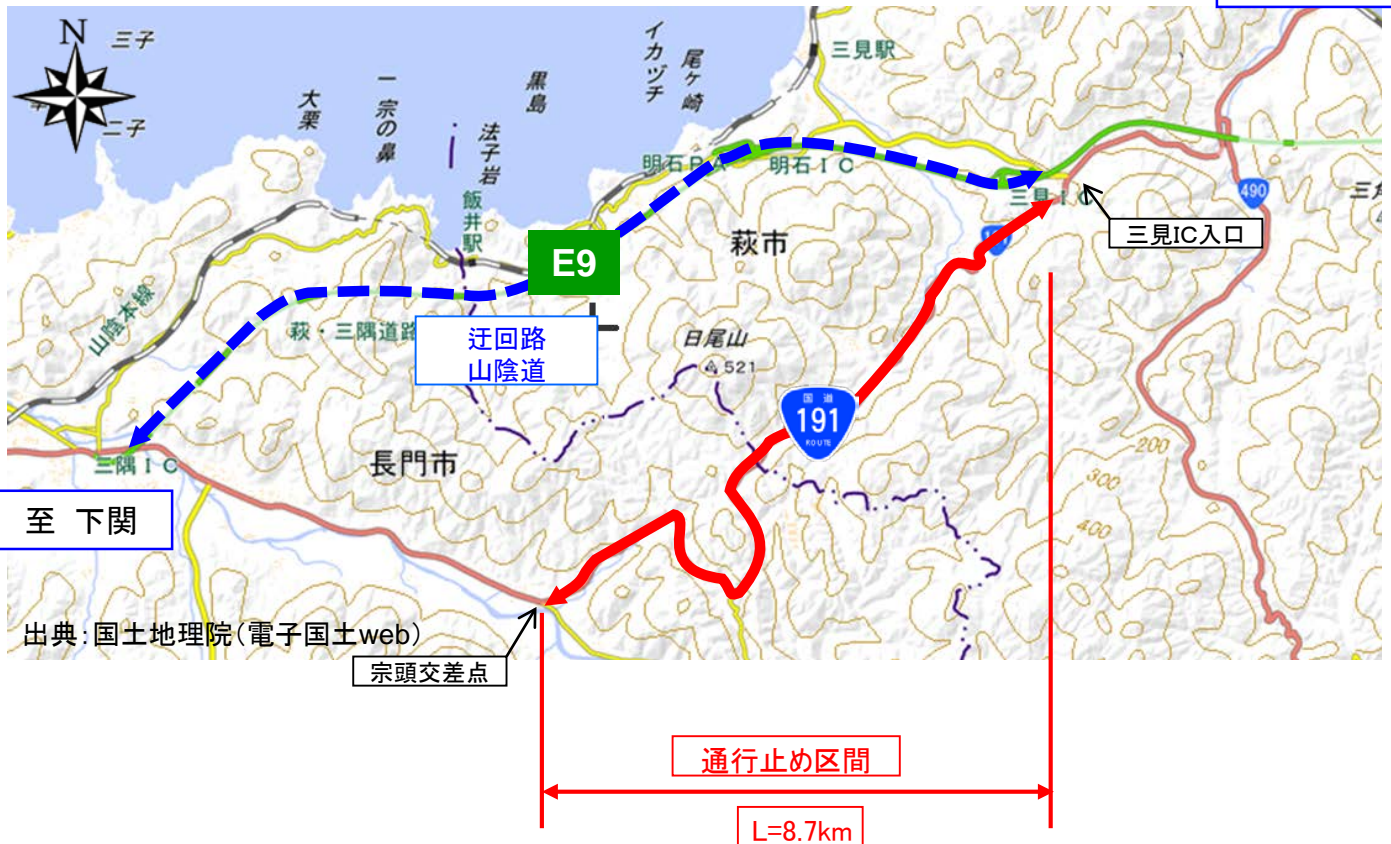 N
三子
二子
大栗
一宗の鼻
法子岩
黒島
イカヅチ
尾ヶ崎
三見駅
飯井駅
明石PA
明石IC
三見IC
490
三見IC入口
萩市
E9
山陰本線
萩・三隅道路
迂回路
山陰道
日尾山
521
国道
191
ROUTE
200
300
400
三隅IC
長門市
至 下関
出典:国土地理院(電子国土web)
宗頭交差点
通行止め区間
L=8.7km